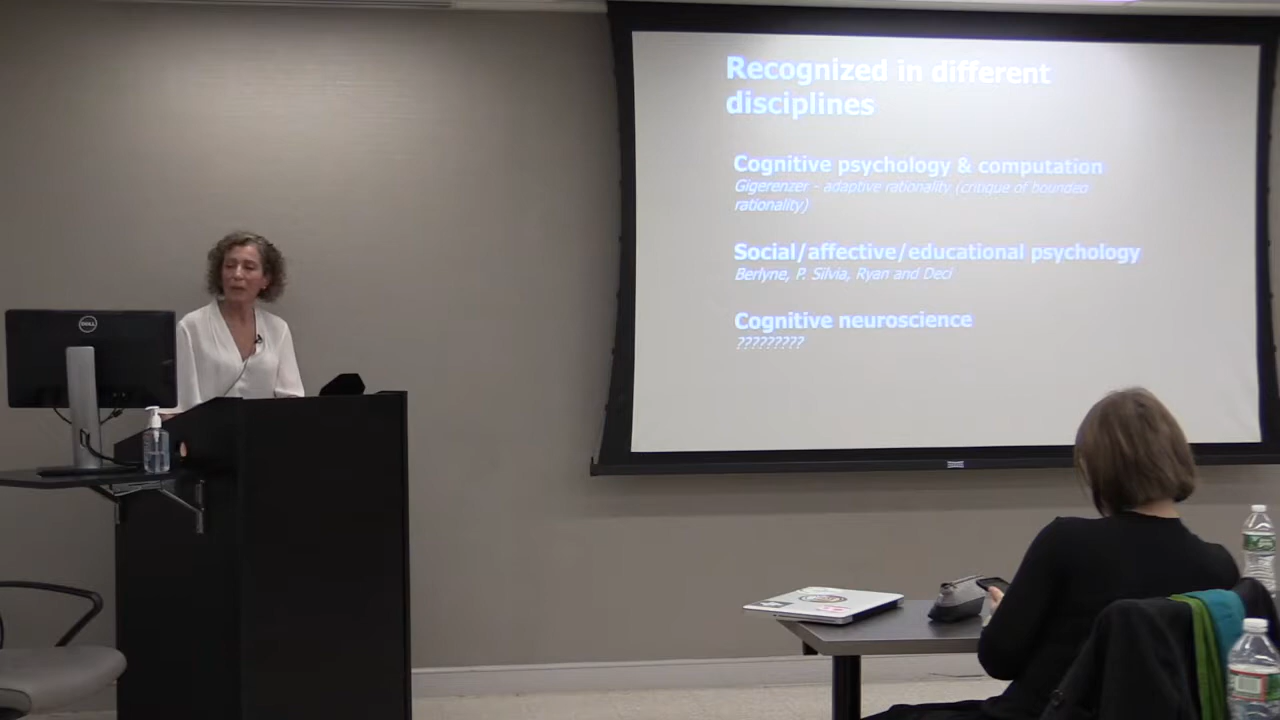 Recognized in different
disciplines
Cognitive psychology & computation
Gigerenzer - adaptive rationality (critique of bounded
rationality)
Social/affective/educational psychology
Berlyne, P. Silvia, Ryan and Deci
Cognitive neuroscience
?????????
DELL